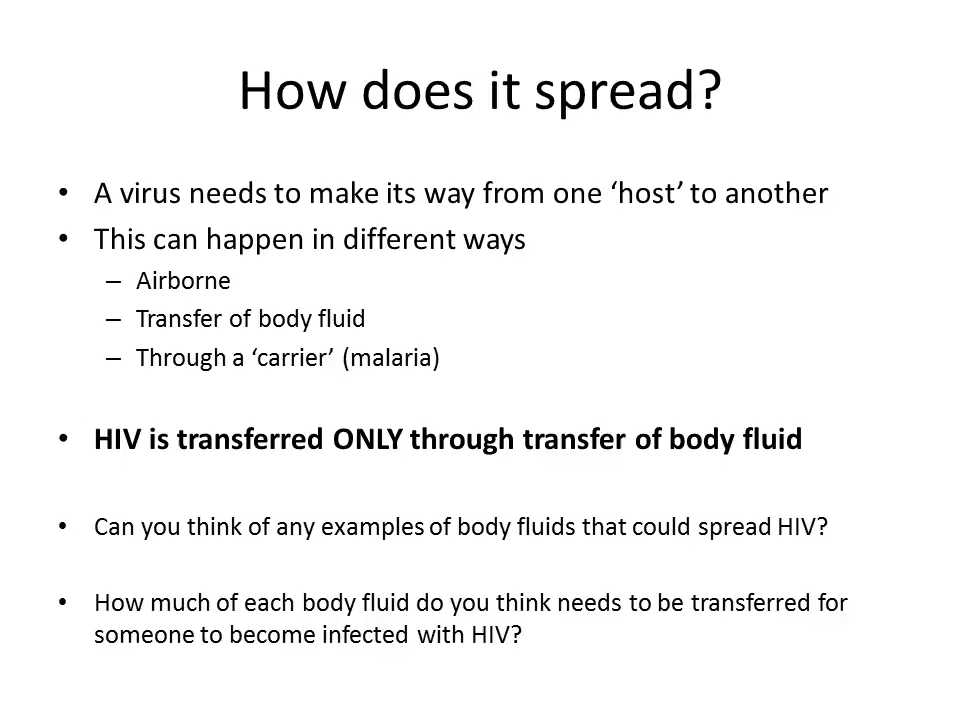 How does it spread?
• A virus needs to make its way from one ‘host’ to another
• This can happen in different ways
– Airborne
– Transfer of body fluid
– Through a ‘carrier’ (malaria)
• HIV is transferred ONLY through transfer of body fluid
• Can you think of any examples of body fluids that could spread HIV?
• How much of each body fluid do you think needs to be transferred for
someone to become infected with HIV?